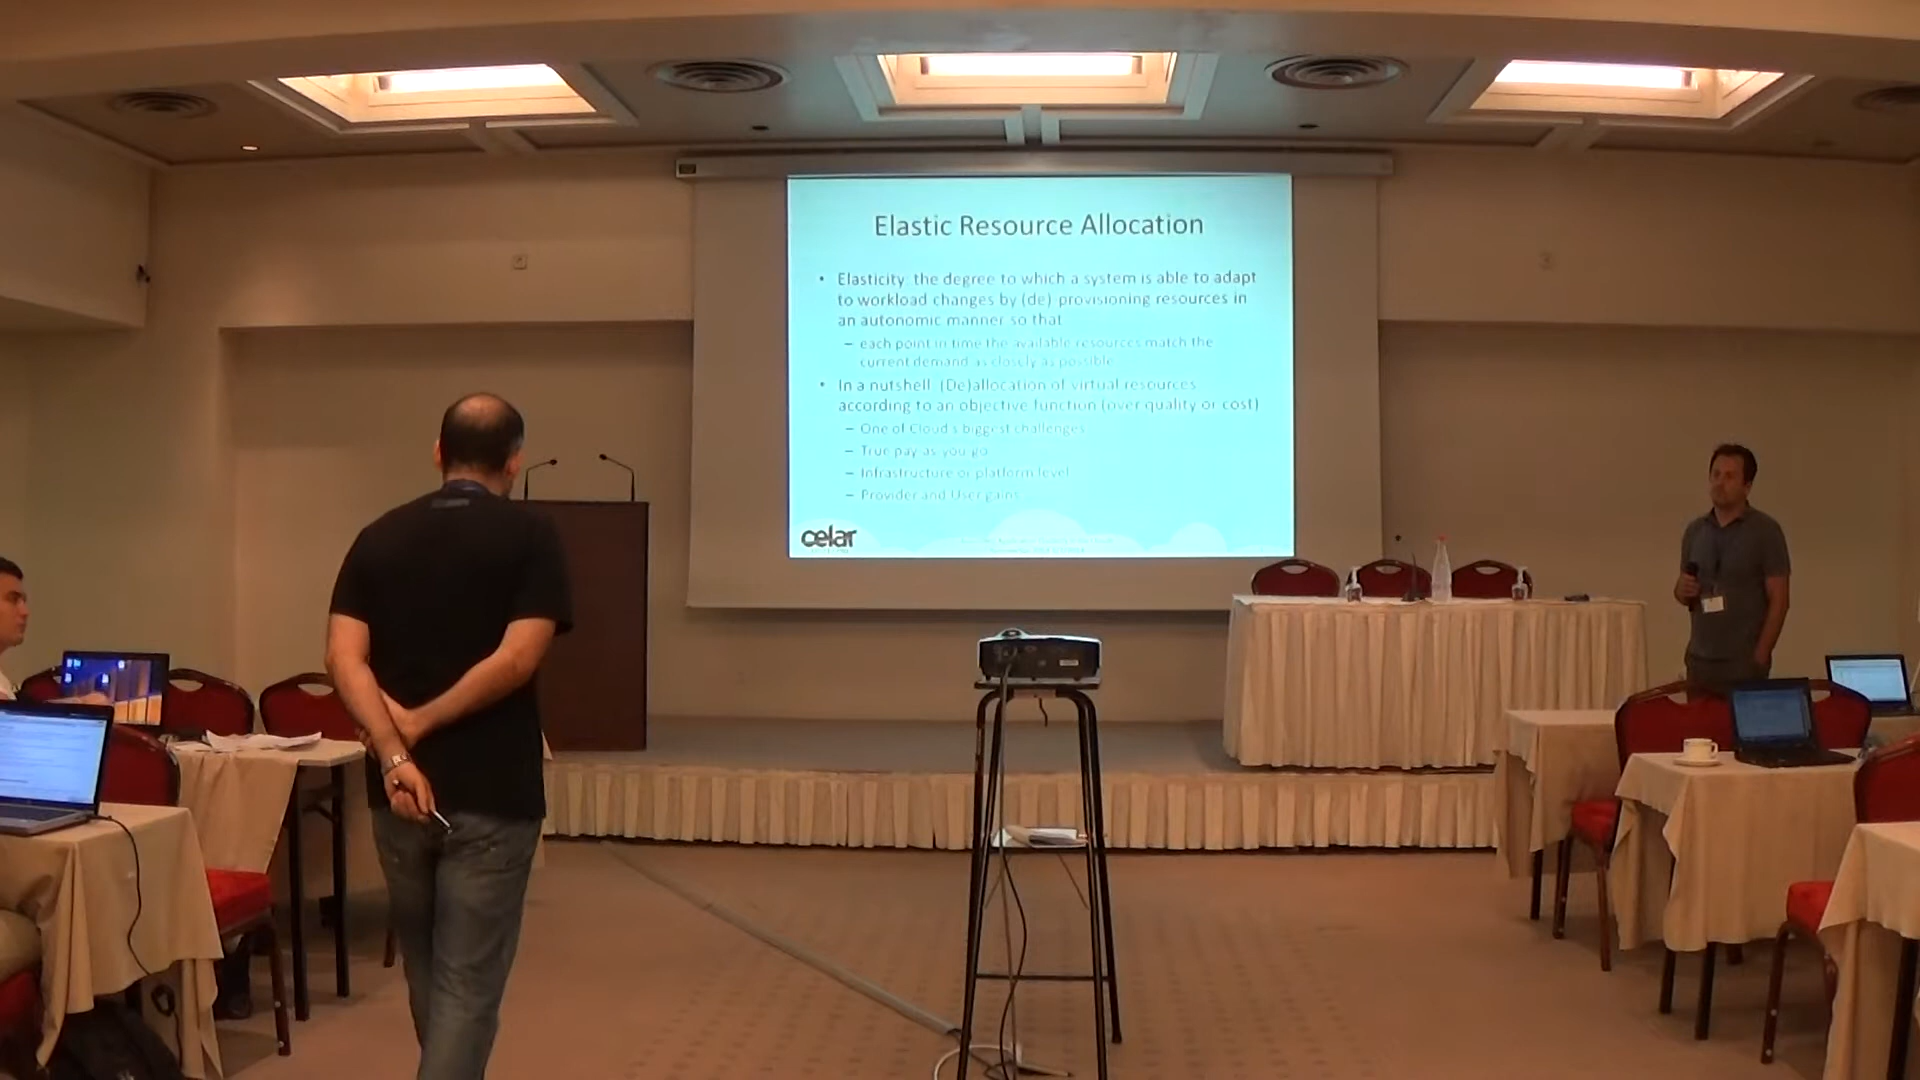 Elastic Resource Allocation
• Elasticity: the degree to which a system is able to adapt
to workload changes by (de) provisioning resources in
an autonomic manner so that
– each point in time the available resources match the
current demand as closely as possible
• In a nutshell: (De)allocation of virtual resources
according to an objective function (over quality or cost)
– One of Cloud's biggest challenges
– True pay as you go
– Infrastructure or platform level
– Provider and User gains
celar